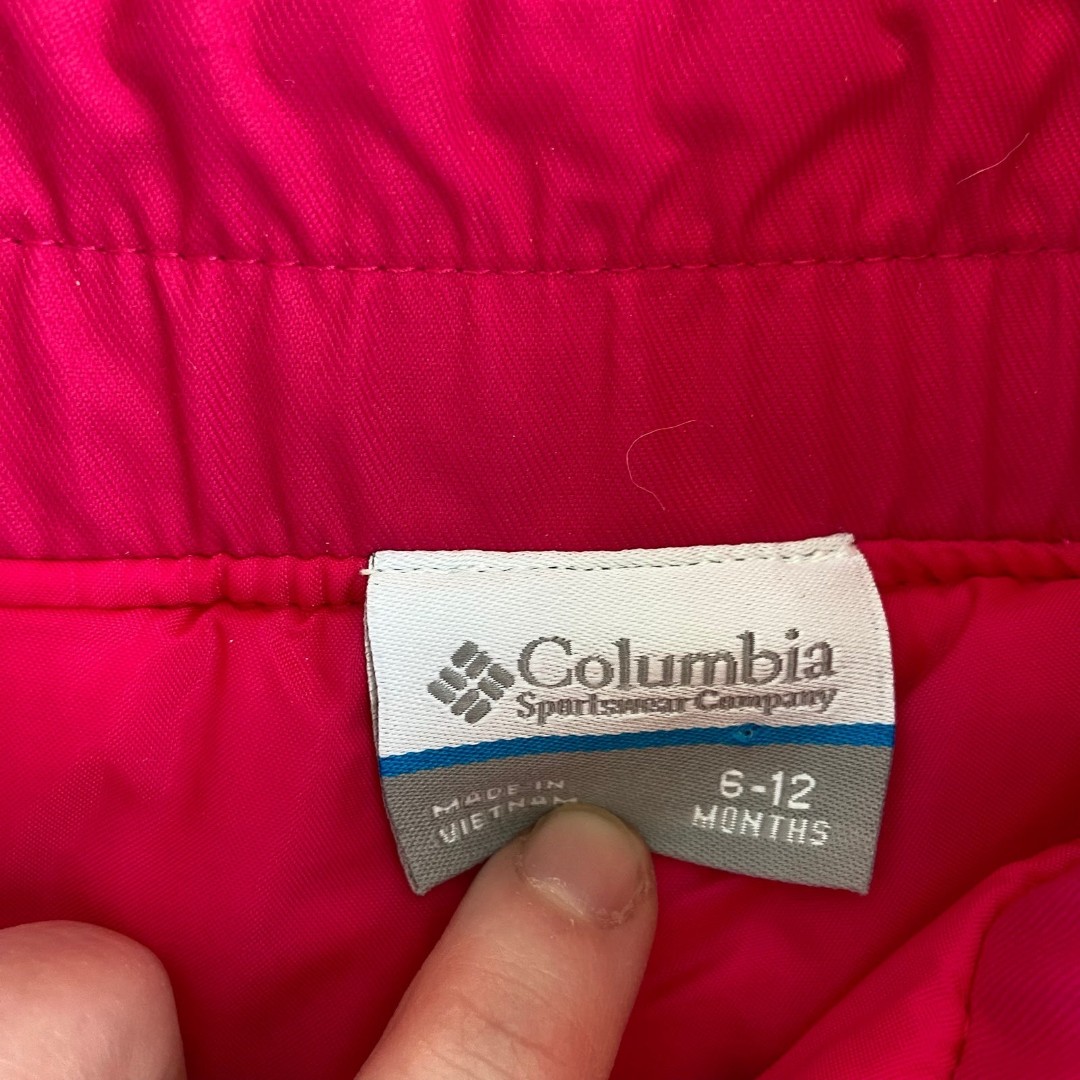 Columbia
Sportswear Company
MADE IN
VIETNAM
6-12
MONTHS